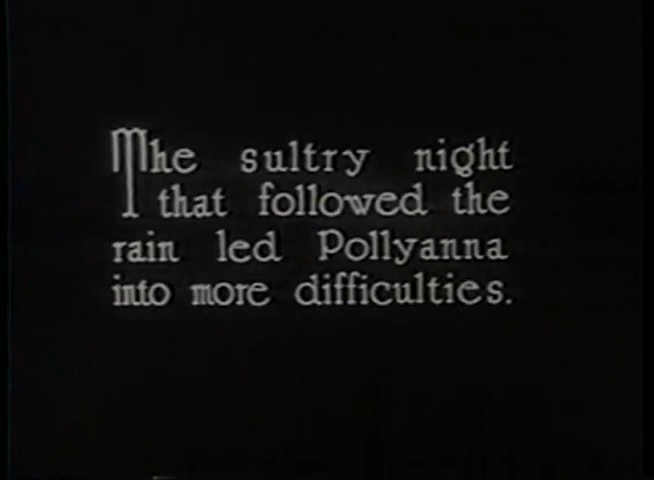 The sultry night
that followed the
rain led Pollyanna
into more difficulties.